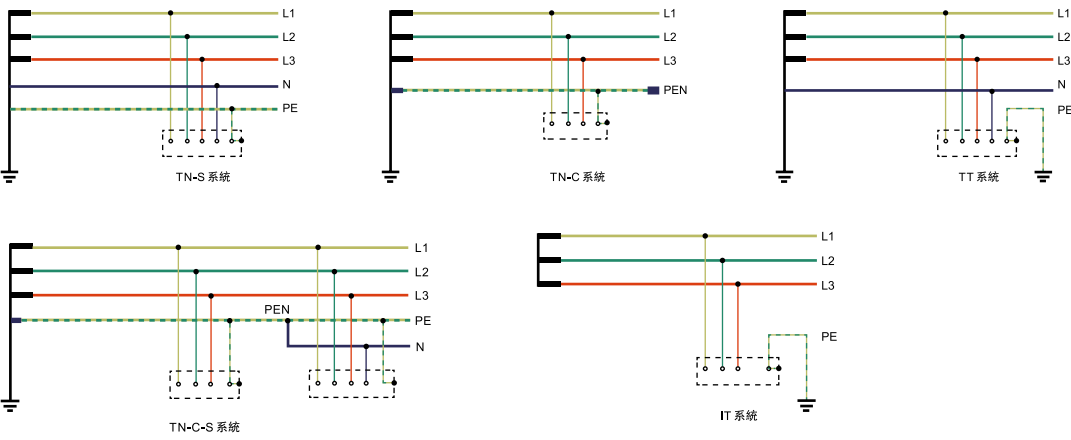 L1
L2
L3
N
PE
TN-S 系統
L1
L2
L3
PEN
TN-C 系統
L1
L2
L3
N
PE
TT 系統
L1
L2
L3
PEN
PE
N
TN-C-S 系統
L1
L2
L3
PE
IT 系統